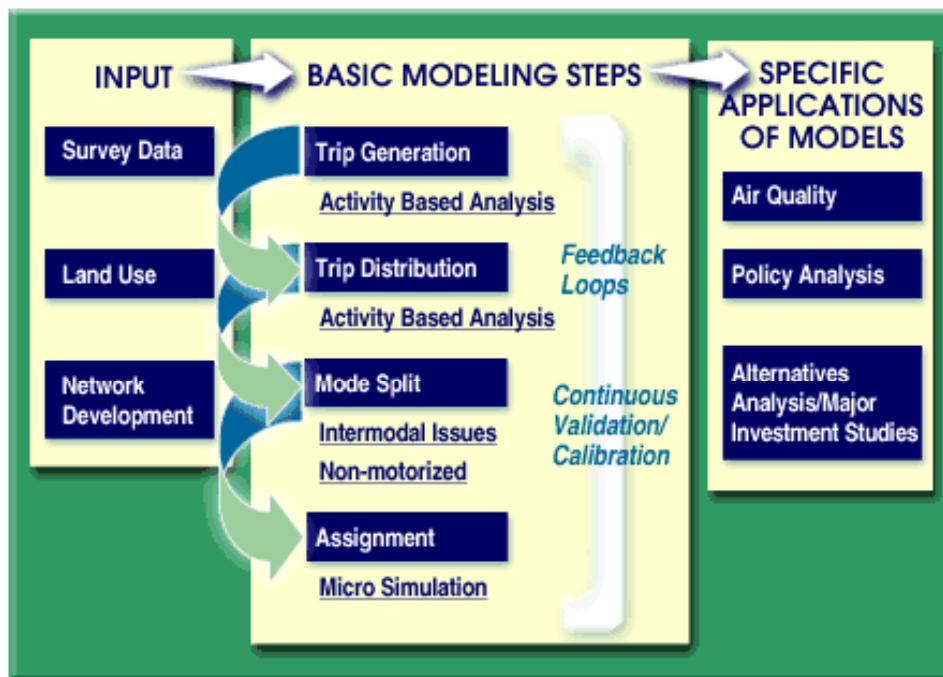 INPUT
Survey Data
Land Use
Network
Development
BASIC MODELING STEPS
Trip Generation
Activity Based Analysis
Trip Distribution
Activity Based Analysis
Mode Split
Intermodal Issues
Non-motorized
Assignment
Micro Simulation
Feedback
Loops
Continuous
Validation/
Calibration
SPECIFIC
APPLICATIONS
OF MODELS
Air Quality
Policy Analysis
Alternatives
Analysis/Major
Investment Studies